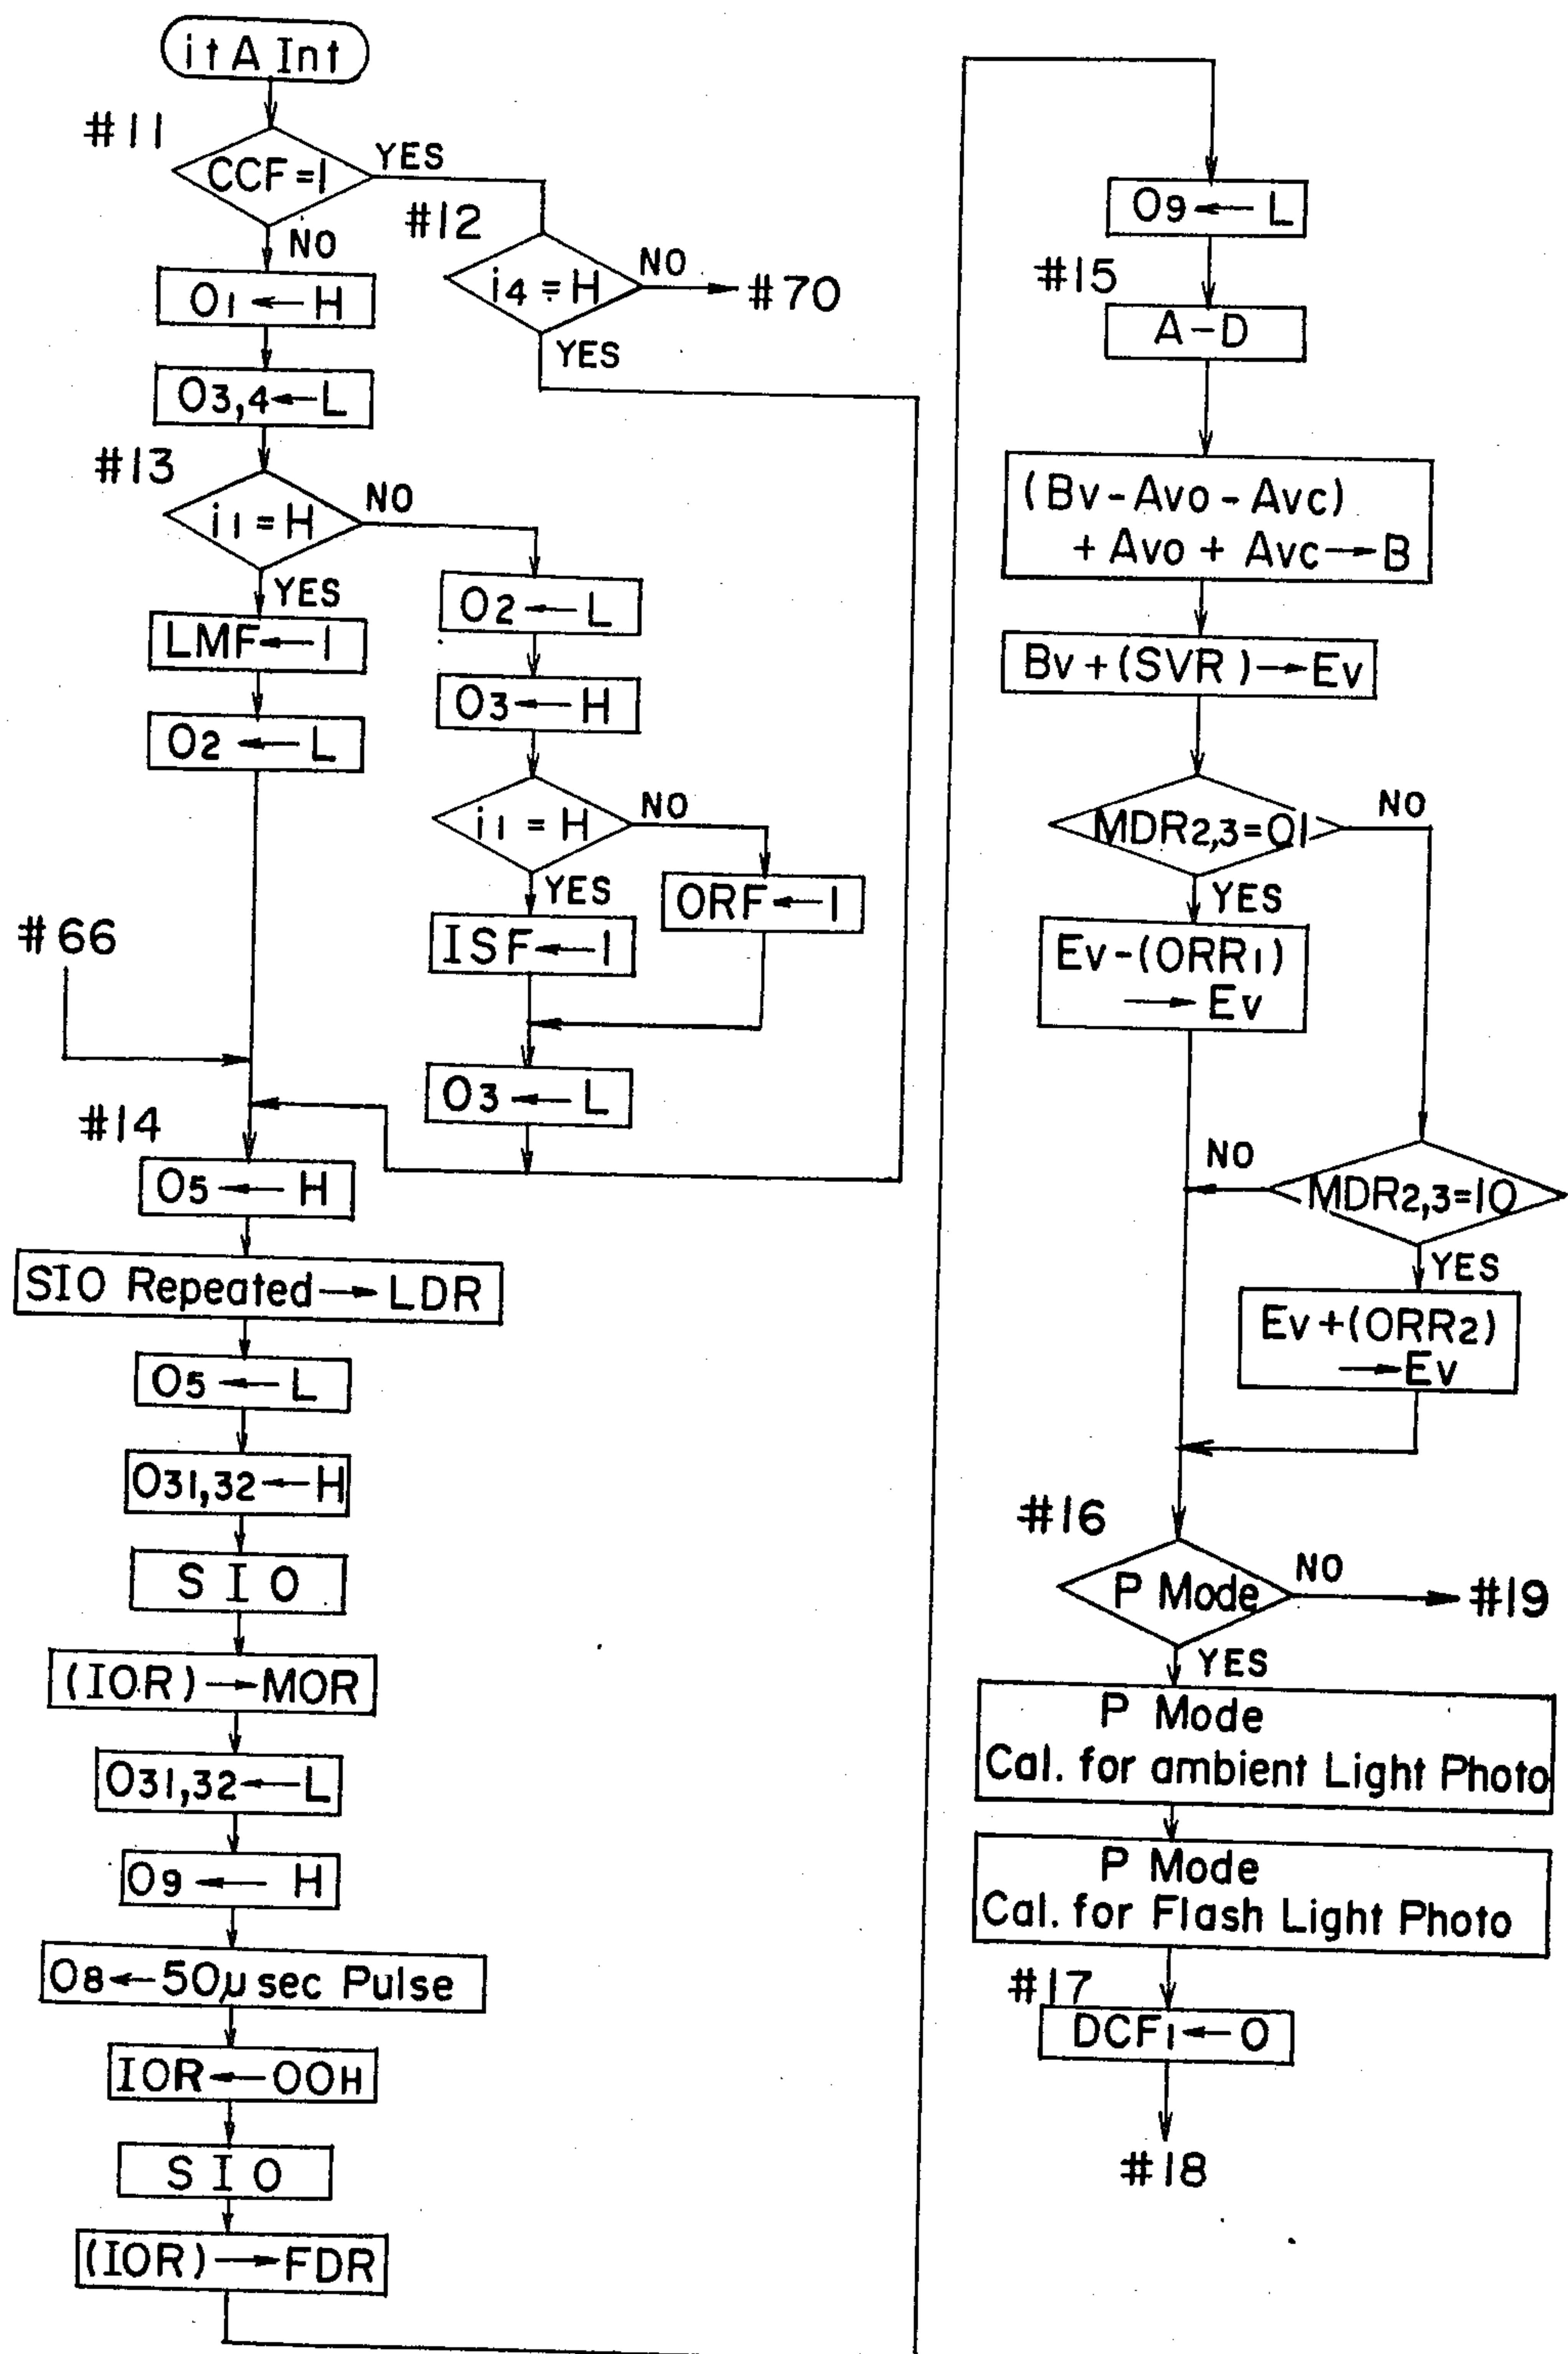 itA Int
#11
CCF=1
YES
NO
#12
i4=H
NO
#70
YES
O1←H
O3,4←L
#13
i1=H
NO
YES
LMF←1
O2←L
O2←L
O3←H
i1=H
NO
YES
ORF←1
ISF←1
O3←L
#66
#14
O5←H
SIO Repeated→LDR
O5←L
O31,32←H
SIO
(IOR)→MOR
O31,32←L
O9←H
O8←50μsec Pulse
IOR←00H
SIO
(IOR)→FDR
O9←L
#15
A-D
(Bv-Avo-Avc)
+Avo+Avc→B
Bv+(SVR)→Ev
MDR2,3=01
NO
YES
Ev-(ORR1)
→Ev
NO
MDR2,3=10
YES
Ev+(ORR2)
→Ev
#16
P Mode
NO
#19
YES
P Mode
Cal. for ambient Light Photo
P Mode
Cal. for Flash Light Photo
#17
DCF1←0
#18